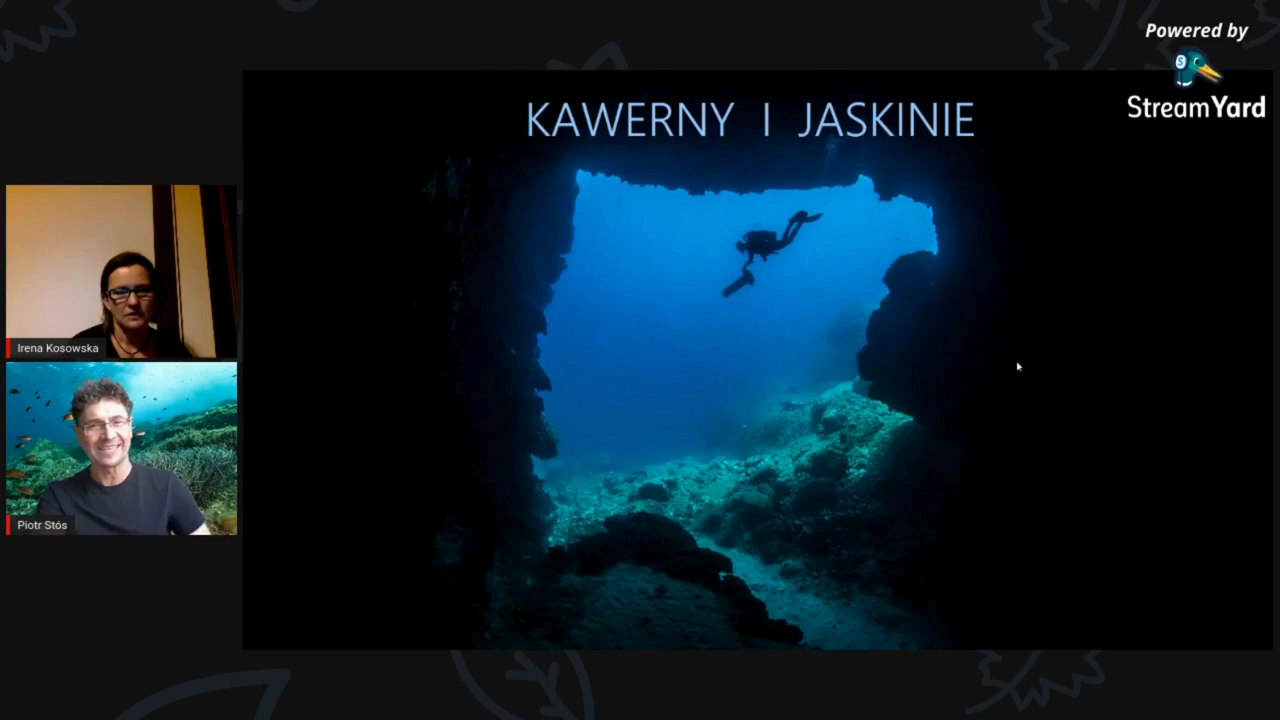 Powered by
StreamYard
KAWERNY I JASKINIE
Irena Kosowska
Piotr Stós